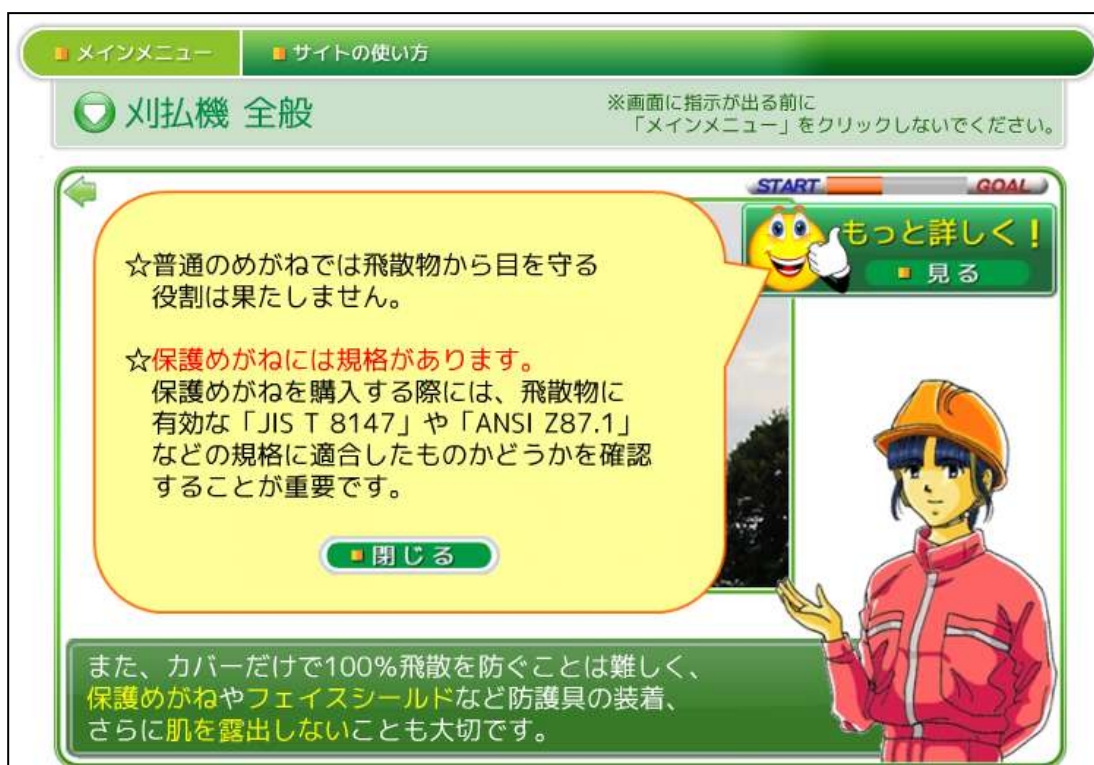 メインメニュー
サイトの使い方
刈払機 全般
※画面に指示が出る前に
「メインメニュー」をクリックしないでください。
START
GOAL
もっと詳しく！
見る
☆普通のめがねでは飛散物から目を守る
役割は果たしません。
☆保護めがねには規格があります。
保護めがねを購入する際には、飛散物に
有効な「JIS T 8147」や「ANSI Z87.1」
などの規格に適合したものかどうかを確認
することが重要です。
閉じる
また、カバーだけで100%飛散を防ぐことは難しく、
保護めがねやフェイスシールドなど防護具の装着、
さらに肌を露出しないことも大切です。